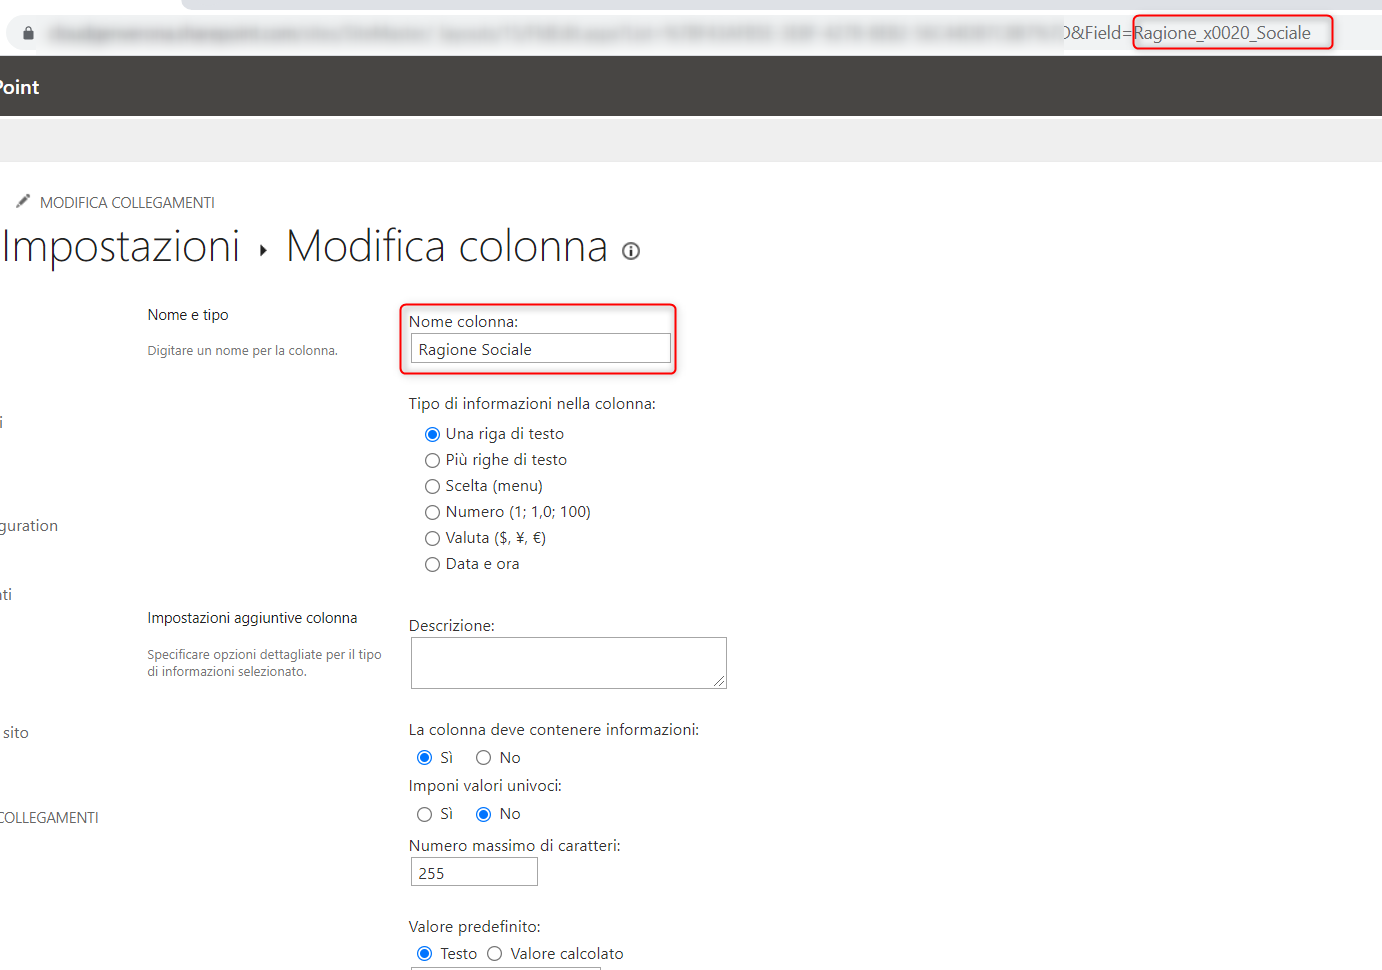 D&Field=Ragione_x0020_Sociale
Point
MODIFICA COLLEGAMENTI
Impostazioni ▸ Modifica colonna
Nome e tipo
Digitare un nome per la colonna.
Nome colonna:
Ragione Sociale
Tipo di informazioni nella colonna:
Una riga di testo
Più righe di testo
Scelta (menu)
Numero (1; 1,0; 100)
Valuta ($, ¥, €)
Data e ora
i
guration
ti
Impostazioni aggiuntive colonna
Specificare opzioni dettagliate per il tipo
di informazioni selezionato.
Descrizione:
La colonna deve contenere informazioni:
Sì No
Imponi valori univoci:
Sì No
Numero massimo di caratteri:
255
Valore predefinito:
Testo Valore calcolato
sito
COLLEGAMENTI